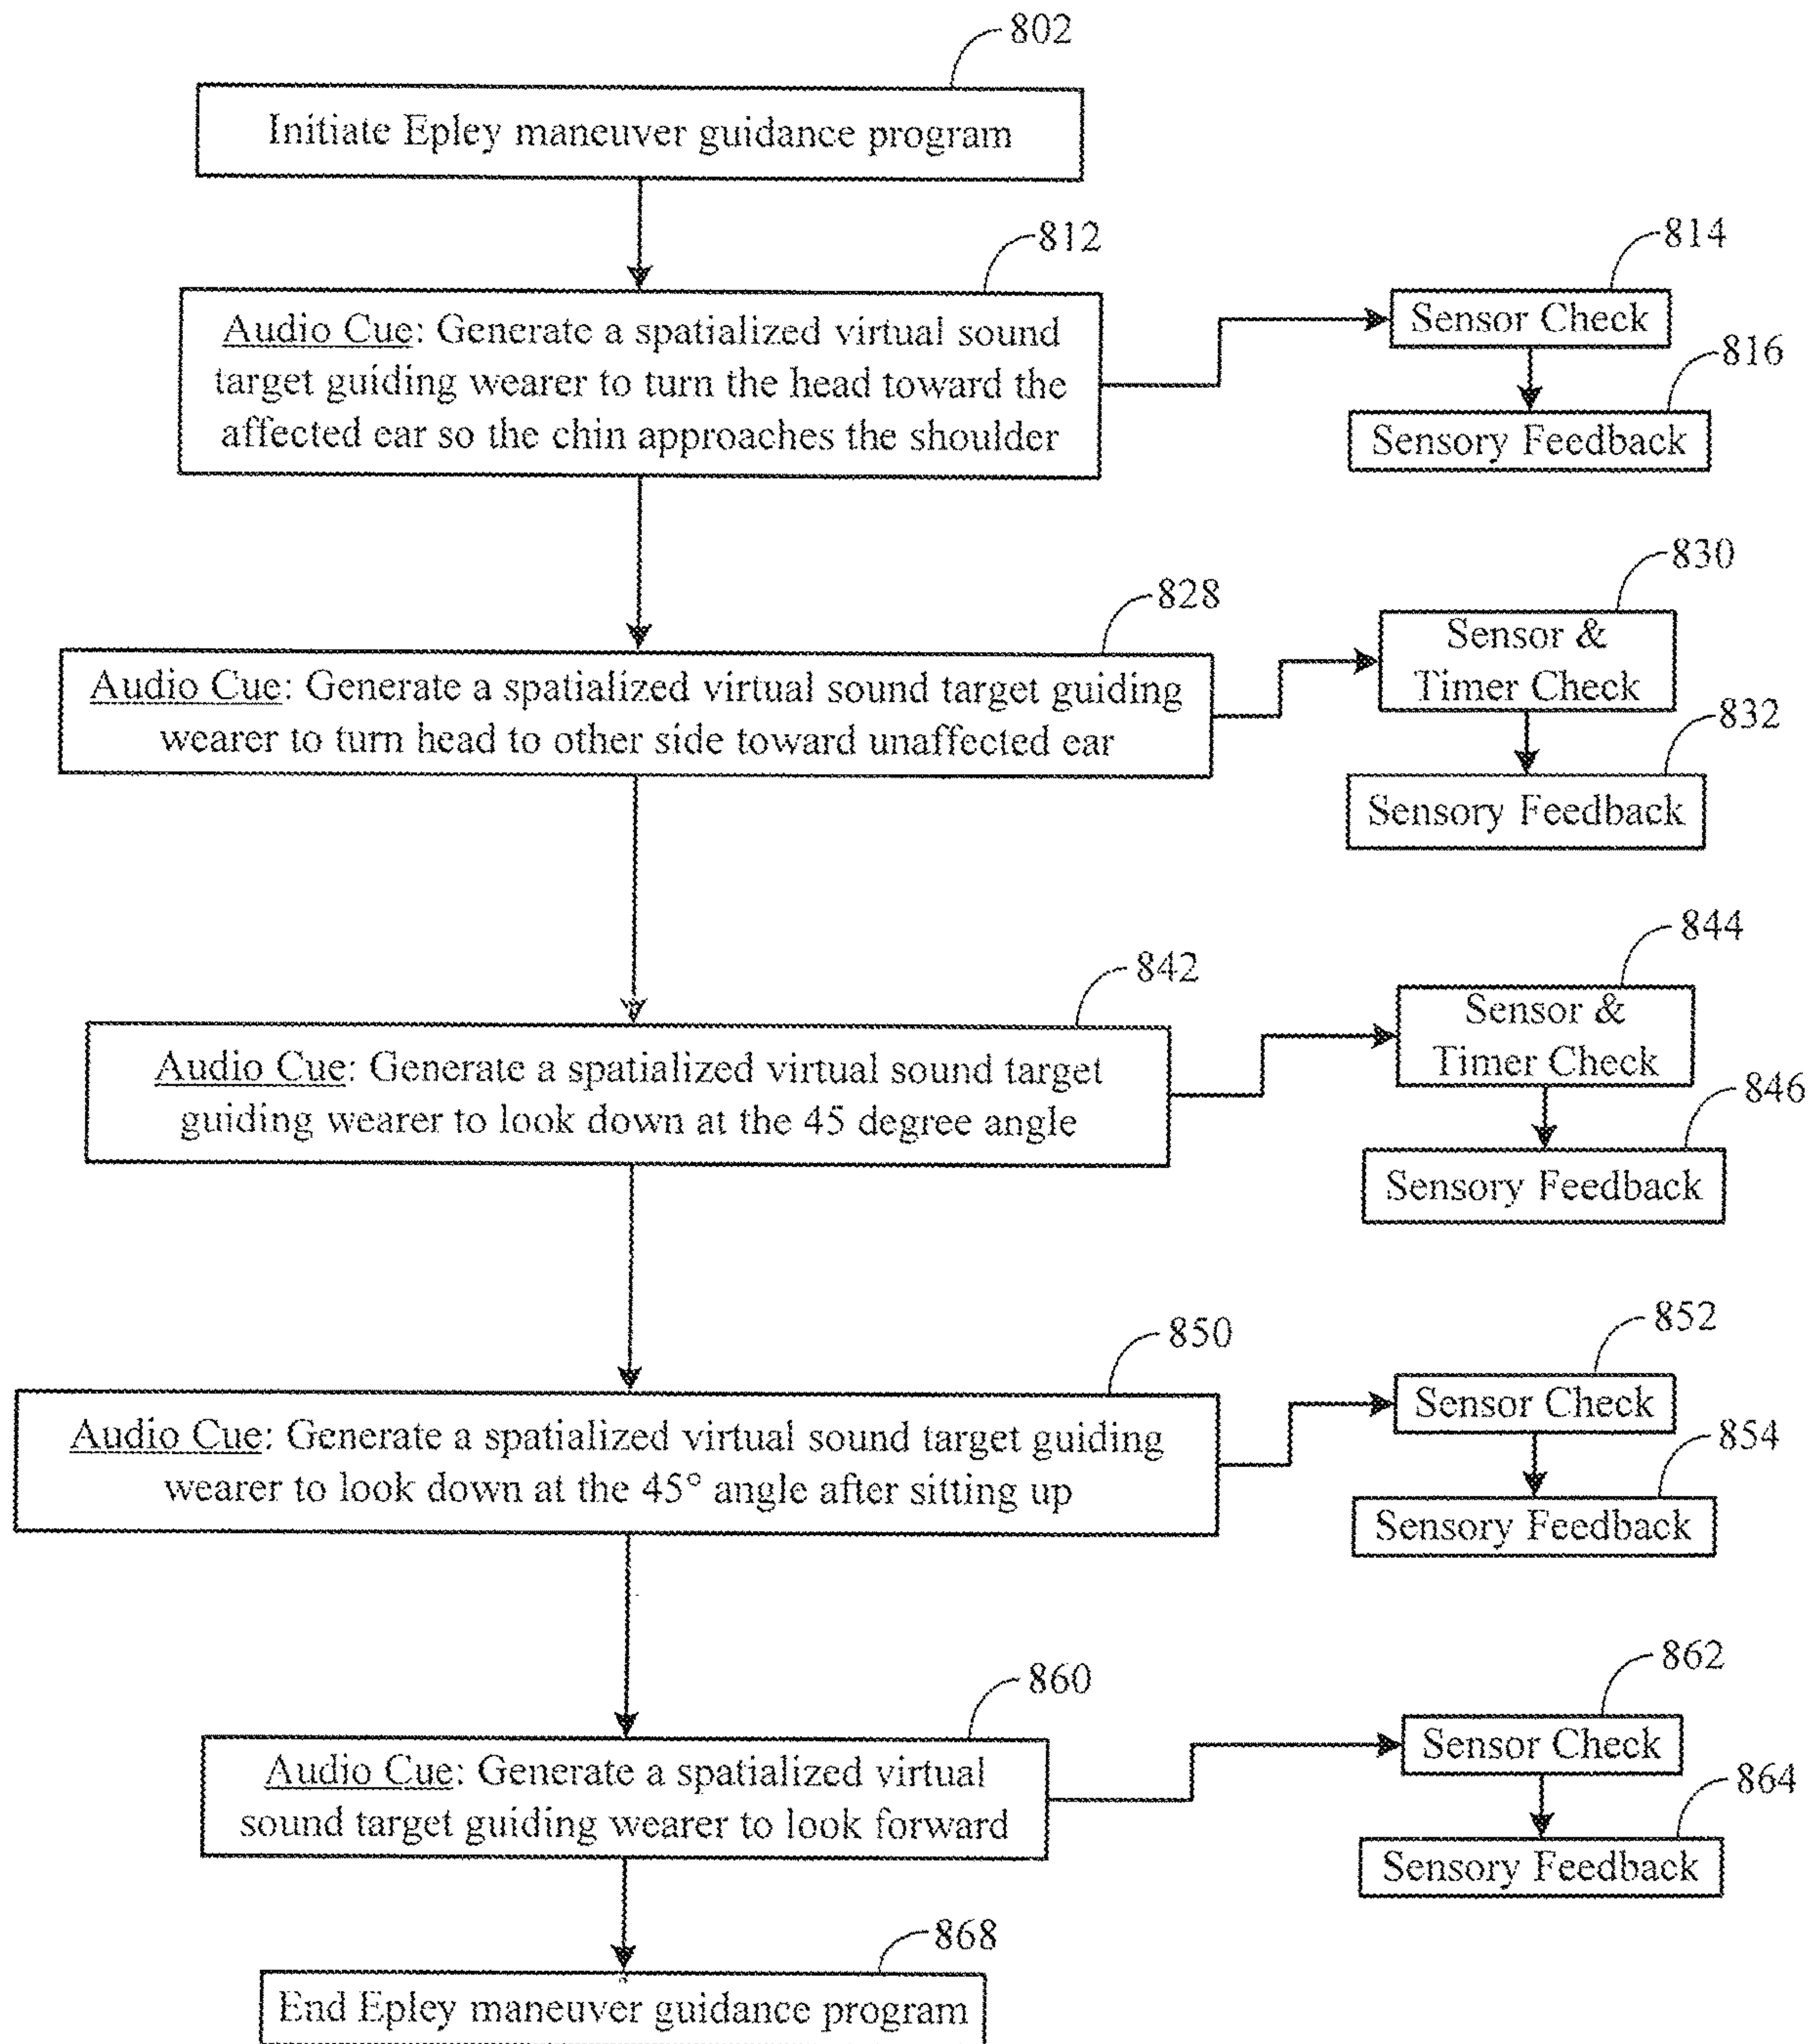 802
Initiate Epley maneuver guidance program
812
Audio Cue: Generate a spatialized virtual sound
target guiding wearer to turn the head toward the
affected ear so the chin approaches the shoulder
814
Sensor Check
816
Sensory Feedback
828
Audio Cue: Generate a spatialized virtual sound target guiding
wearer to turn head to other side toward unaffected ear
830
Sensor &
Timer Check
832
Sensory Feedback
842
Audio Cue: Generate a spatialized virtual sound target
guiding wearer to look down at the 45 degree angle
844
Sensor &
Timer Check
846
Sensory Feedback
850
Audio Cue: Generate a spatialized virtual sound target guiding
wearer to look down at the 45° angle after sitting up
852
Sensor Check
854
Sensory Feedback
860
Audio Cue: Generate a spatialized virtual
sound target guiding wearer to look forward
862
Sensor Check
864
Sensory Feedback
868
End Epley maneuver guidance program